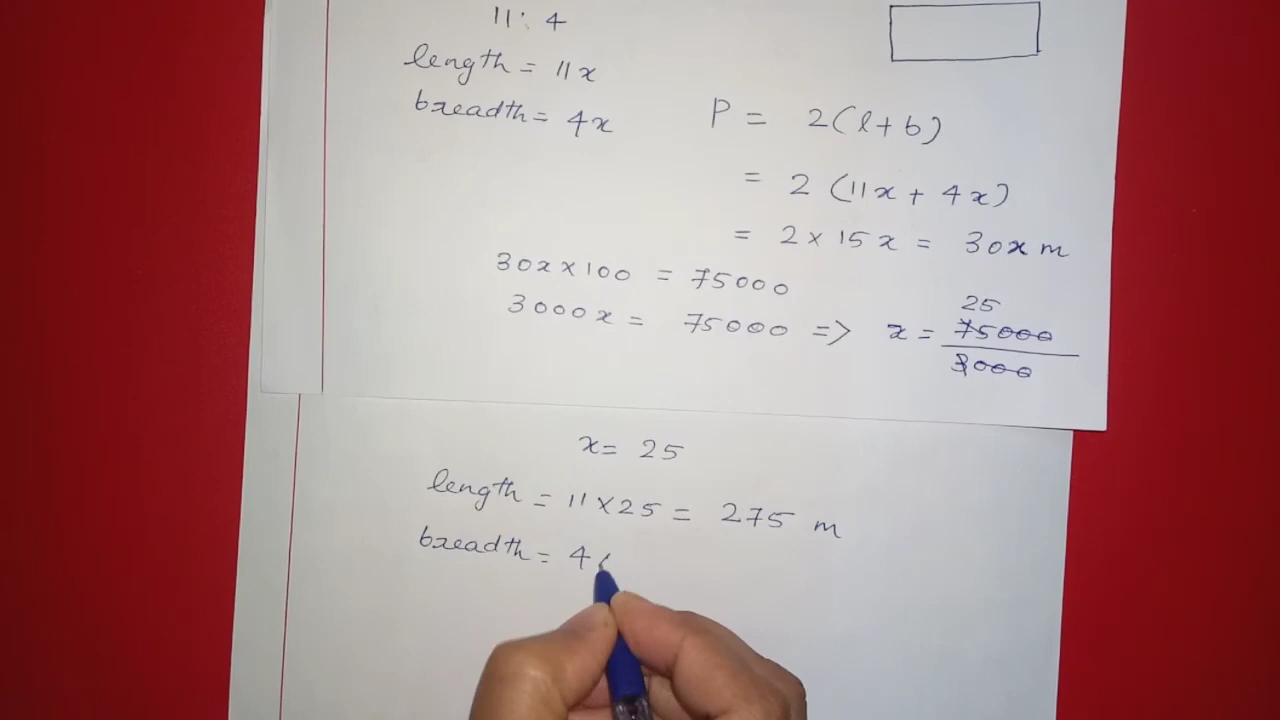 11 : 4
length = 11x
breadth = 4x
P = 2(l+b)
= 2 (11x + 4x)
= 2 × 15x = 30x m
30x × 100 = 75000
3000x = 75000 => x = 75000/3000 25
x = 25
length = 11 × 25 = 275 m
breadth = 4